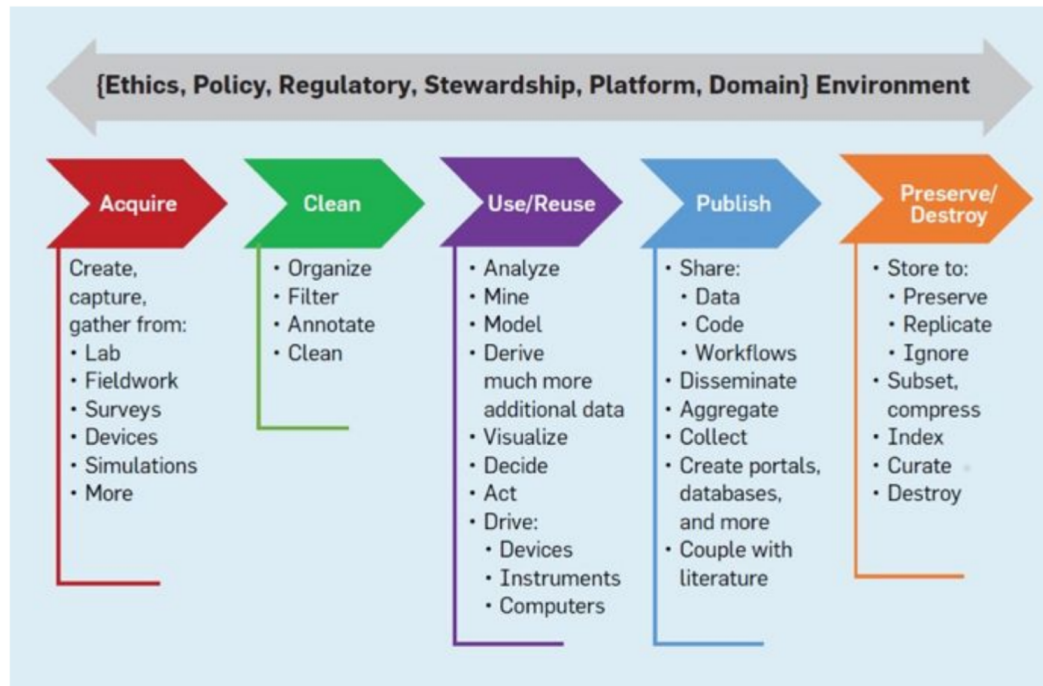 {Ethics, Policy, Regulatory, Stewardship, Platform, Domain} Environment
Acquire
Create,
capture,
gather from:
• Lab
• Fieldwork
• Surveys
• Devices
• Simulations
• More
Clean
• Organize
• Filter
• Annotate
• Clean
Use/Reuse
• Analyze
• Mine
• Model
• Derive
much more
additional data
• Visualize
• Decide
• Act
• Drive:
• Devices
• Instruments
• Computers
Publish
• Share:
• Data
• Code
• Workflows
• Disseminate
• Aggregate
• Collect
• Create portals,
databases,
and more
• Couple with
literature
Preserve/
Destroy
• Store to:
• Preserve
• Replicate
• Ignore
• Subset,
compress
• Index
• Curate
• Destroy